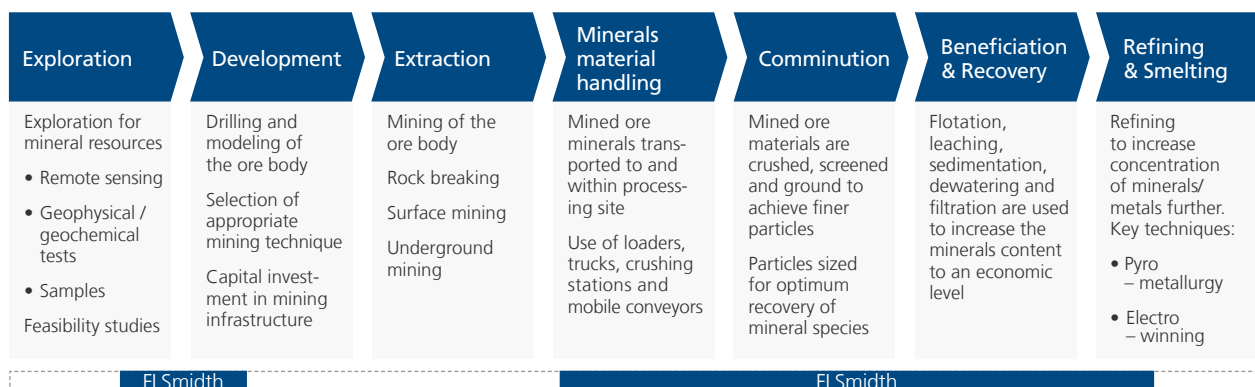 Exploration
Development
Extraction
Minerals
material
handling
Comminution
Beneficiation
& Recovery
Refining
& Smelting
Exploration for
mineral resources
• Remote sensing
• Geophysical /
geochemical
tests
• Samples
Feasibility studies
Drilling and
modeling of
the ore body
Selection of
appropriate
mining technique
Capital invest-
ment in mining
infrastructure
Mining of the
ore body
Rock breaking
Surface mining
Underground
mining
Mined ore
minerals trans-
ported to and
within process-
ing site
Use of loaders,
trucks, crushing
stations and
mobile conveyors
Mined ore
materials are
crushed, screened
and ground to
achieve finer
particles
Particles sized
for optimum
recovery of
mineral species
Flotation,
leaching,
sedimentation,
dewatering and
filtration are used
to increase the
minerals content
to an economic
level
Refining
to increase
concentration
of minerals/
metals further.
Key techniques:
• Pyro
– metallurgy
• Electro
– winning
FLSmidth
FLSmidth